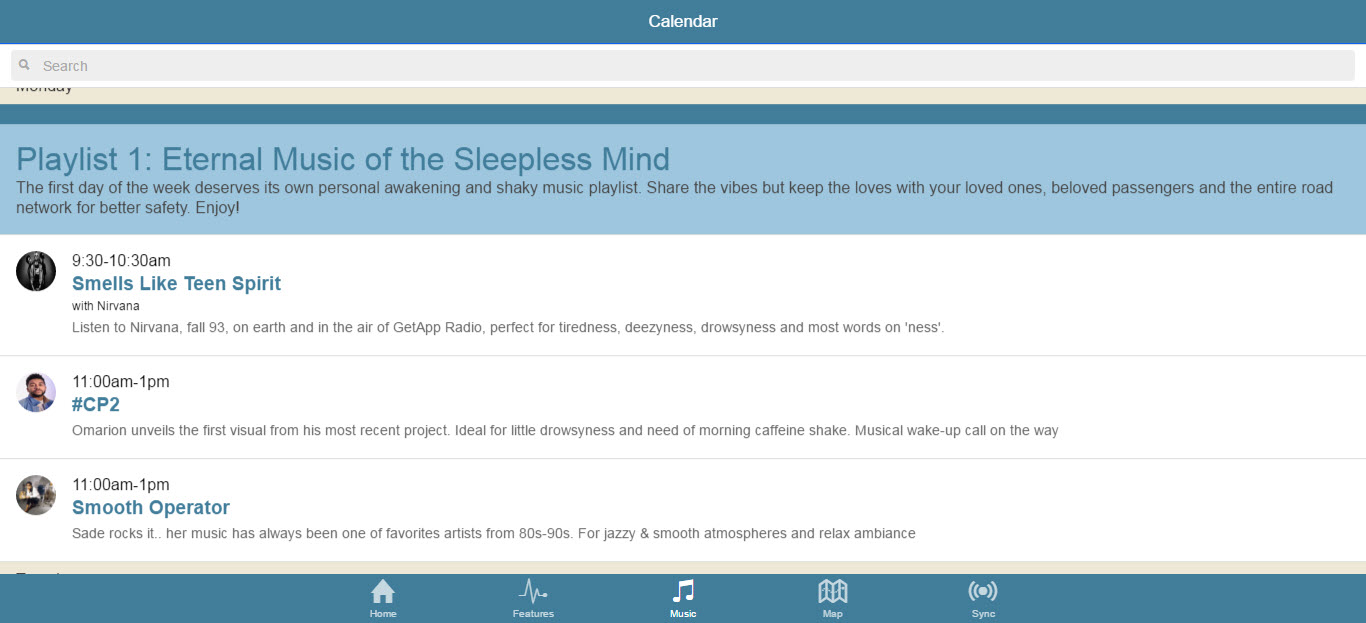 Calendar
Search
Monday
Playlist 1: Eternal Music of the Sleepless Mind
The first day of the week deserves its own personal awakening and shaky music playlist. Share the vibes but keep the loves with your loved ones, beloved passengers and the entire road
network for better safety. Enjoy!
9:30-10:30am
Smells Like Teen Spirit
with Nirvana
Listen to Nirvana, fall 93, on earth and in the air of GetApp Radio, perfect for tiredness, deezyness, drowsyness and most words on 'ness'.
11:00am-1pm
#CP2
Omarion unveils the first visual from his most recent project. Ideal for little drowsyness and need of morning caffeine shake. Musical wake-up call on the way
11:00am-1pm
Smooth Operator
Sade rocks it.. her music has always been one of favorites artists from 80s-90s. For jazzy & smooth atmospheres and relax ambiance
Home
Features
Music
Map
Sync